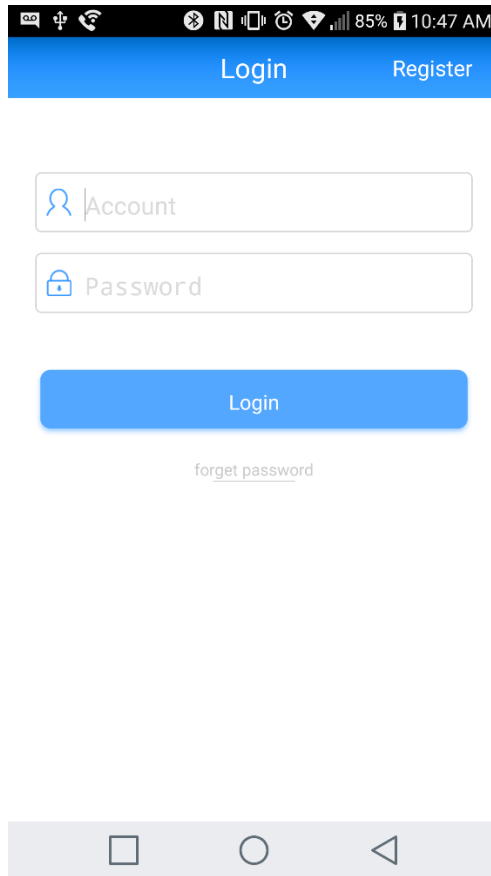 85% 10:47 AM
Login Register
Account
Password
Login
forget password